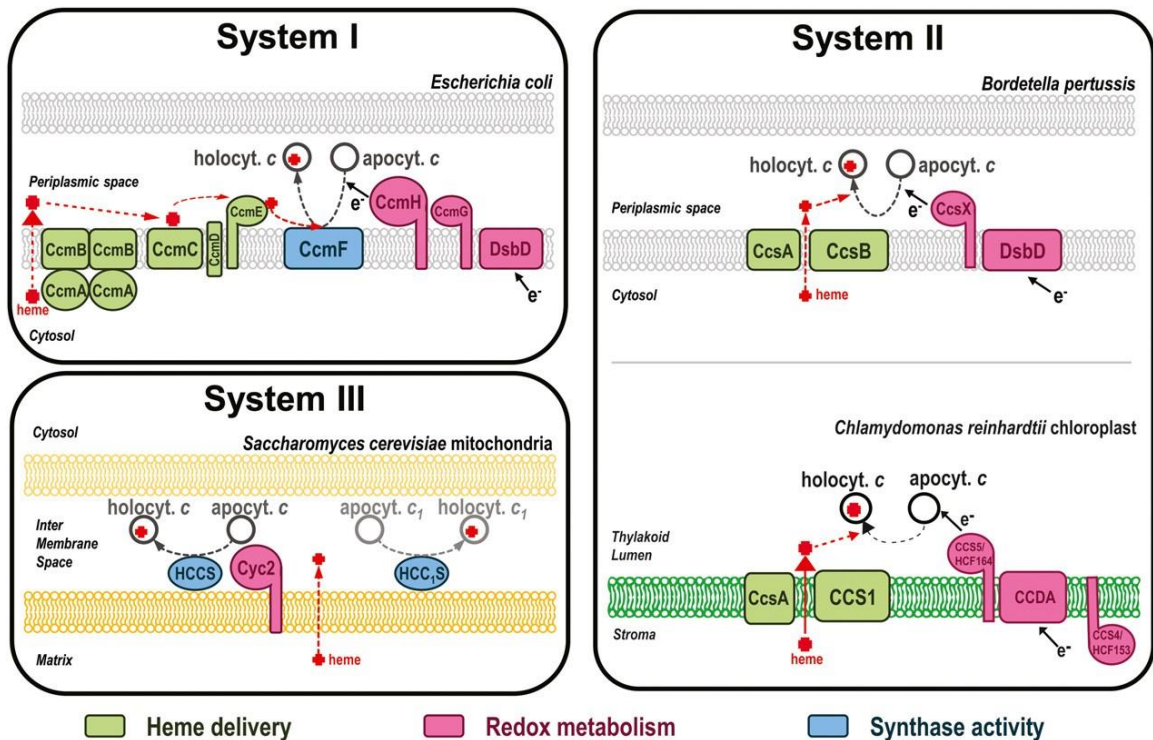 System I
Escherichia coli
holocyt. c
apocyt. c
Periplasmic space
CcmE
CcmH
e-
CcmG
CcmB
CcmB
CcmC
CcmD
CcmF
DsbD
CcmA
CcmA
heme
e-
Cytosol
System III
Cytosol
Saccharomyces cerevisiae mitochondria
holocyt. c
apocyt. c
apocyt. c1
holocyt. c1
Inter
Membrane
Space
HCCS
Cyc2
HCC1S
Matrix
heme
System II
Bordetella pertussis
holocyt. c
apocyt. c
Periplasmic space
e-
CcsX
CcsA
CcsB
DsbD
Cytosol
heme
e-
Chlamydomonas reinhardtii chloroplast
holocyt. c
apocyt. c
e-
Thylakoid
Lumen
CCS5/
HCF164
CcsA
CCS1
CCDA
Stroma
heme
e-
CCS4/
HCF153
Heme delivery
Redox metabolism
Synthase activity